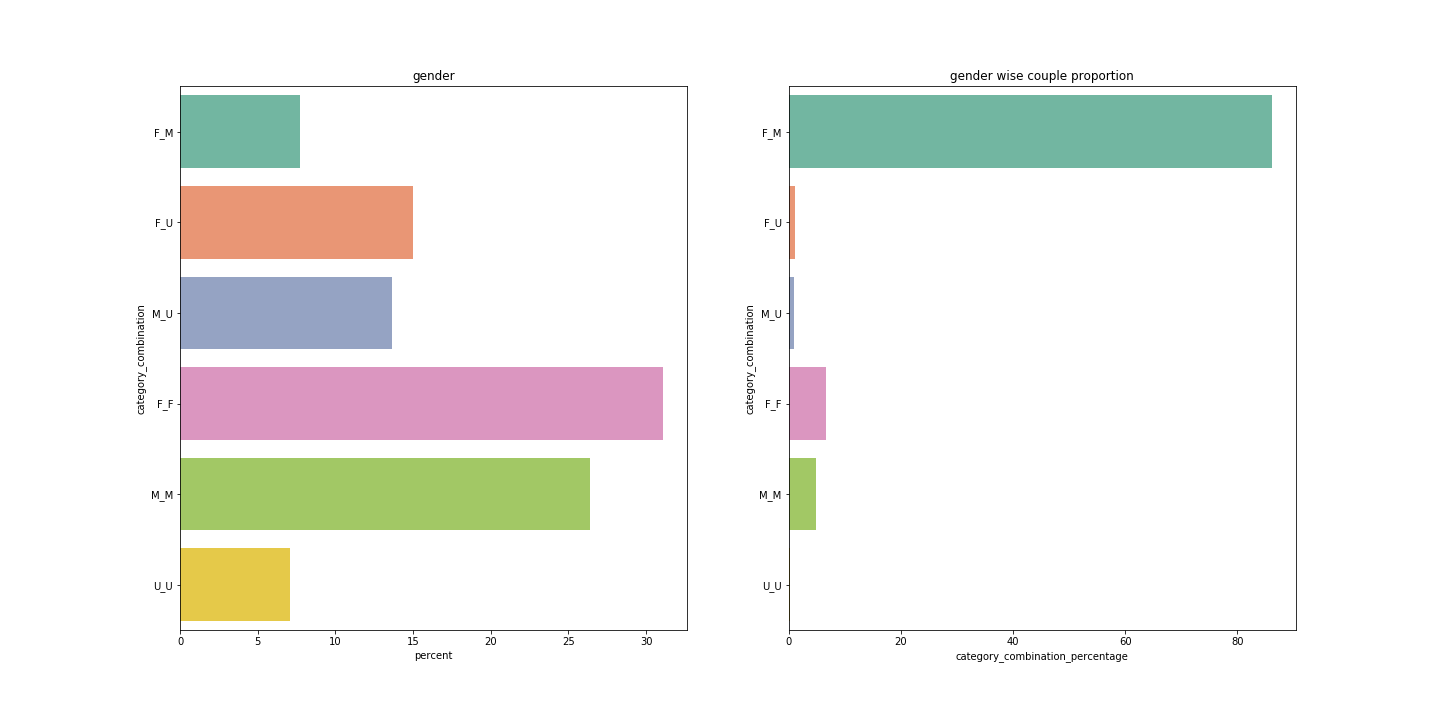 gender
category_combination
F_M
F_U
M_U
F_F
M_M
U_U
0 5 10 15 20 25 30
percent
gender wise couple proportion
category_combination
F_M
F_U
M_U
F_F
M_M
U_U
0 20 40 60 80
category_combination_percentage